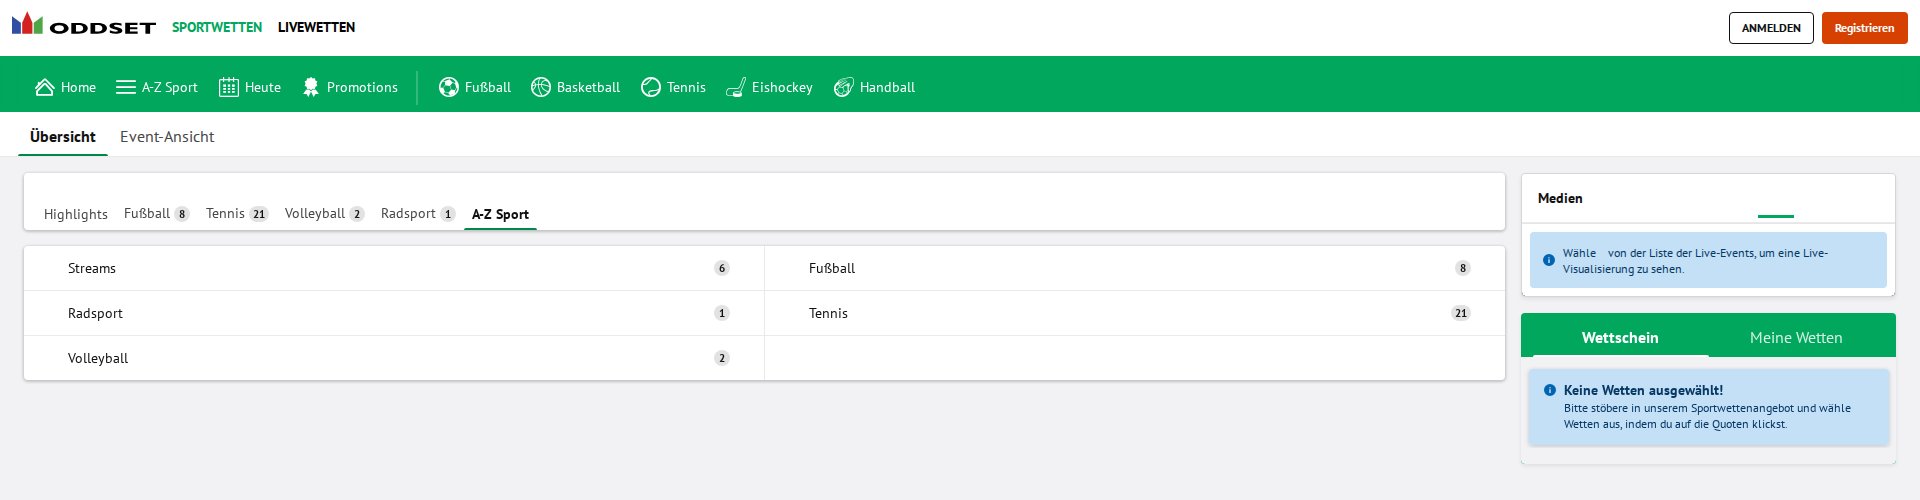 ODDSET SPORTWETTEN LIVEWETTEN ANMELDEN Registrieren
Home A-Z Sport Heute Promotions Fußball Basketball Tennis Eishockey Handball
Übersicht Event-Ansicht
Highlights Fußball 8 Tennis 21 Volleyball 2 Radsport 1 A-Z Sport
Streams 6 Fußball 8
Radsport 1 Tennis 21
Volleyball 2
Medien
Wähle von der Liste der Live-Events, um eine Live-
Visualisierung zu sehen.
Wettschein Meine Wetten
Keine Wetten ausgewählt!
Bitte stöbere in unserem Sportwettenangebot und wähle
Wetten aus, indem du auf die Quoten klickst.